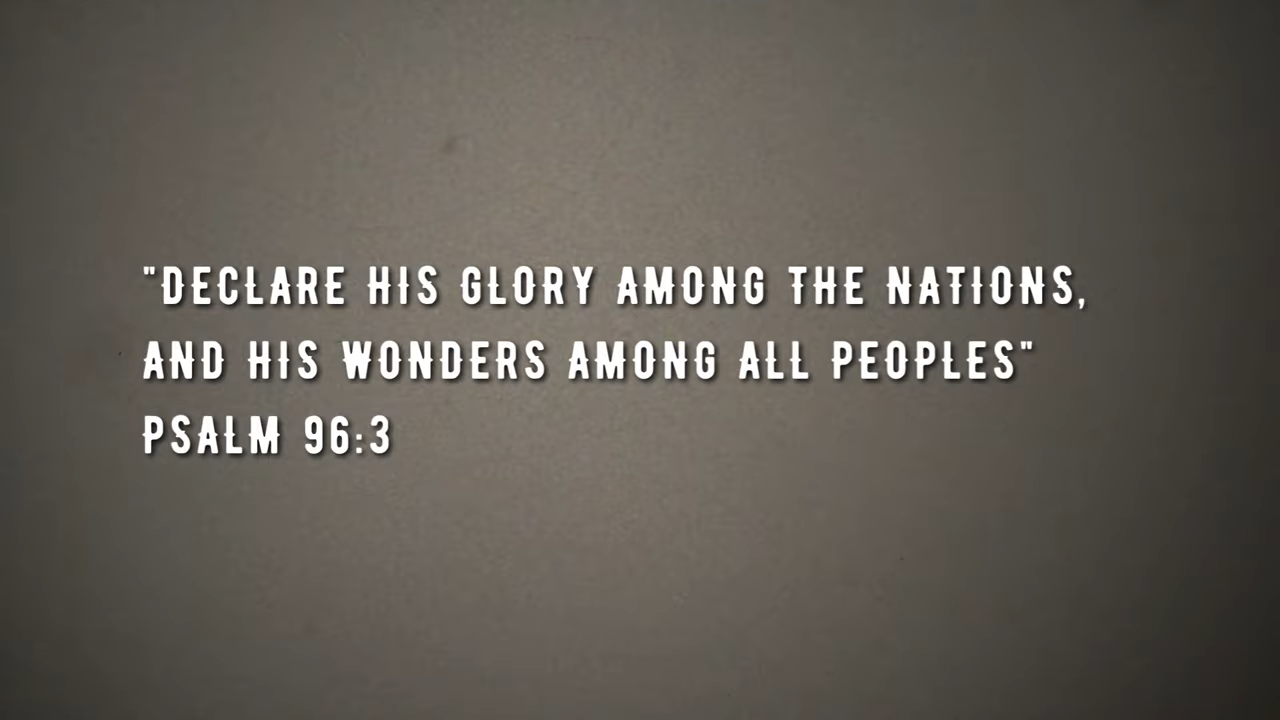 "DECLARE HIS GLORY AMONG THE NATIONS,
AND HIS WONDERS AMONG ALL PEOPLES"
PSALM 96:3